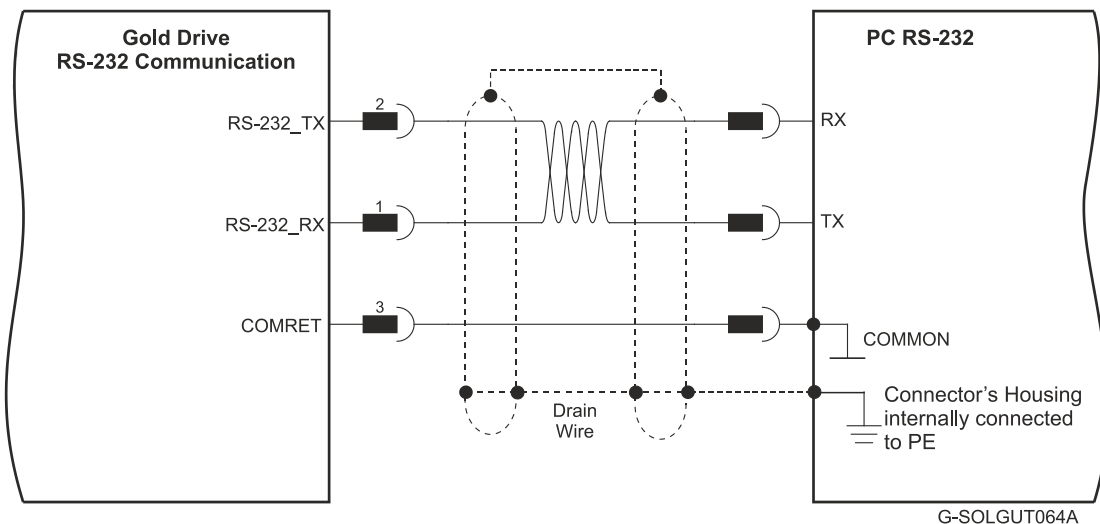 Gold Drive
RS-232 Communication
PC RS-232
RS-232_TX
2
RX
RS-232_RX
1
TX
COMRET
3
COMMON
Drain
Wire
Connector's Housing
internally connected
to PE
G-SOLGUT064A